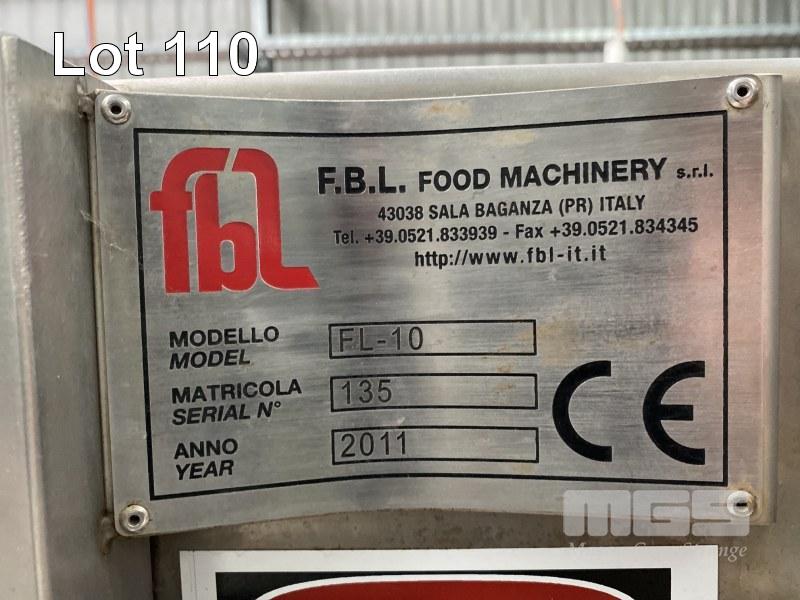 Lot 110
fbl
F.B.L. FOOD MACHINERY s.r.l.
43038 SALA BAGANZA (PR) ITALY
Tel. +39.0521.833939 - Fax +39.0521.834345
http://www.fbl-it.it
MODELLO
MODEL
FL-10
MATRICOLA
SERIAL N°
135
ANNO
YEAR
2011
CE
MGS